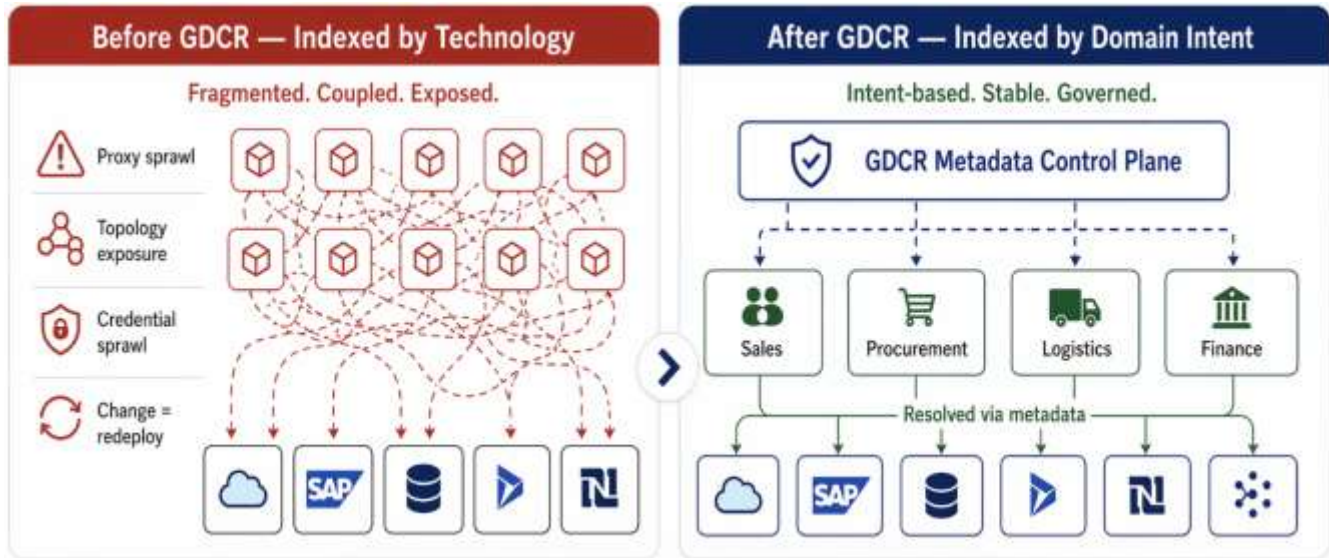 Before GDCR — Indexed by Technology
Fragmented. Coupled. Exposed.
Proxy sprawl
Topology
exposure
Credential
sprawl
Change =
redeploy
SAP
After GDCR — Indexed by Domain Intent
Intent-based. Stable. Governed.
GDCR Metadata Control Plane
Sales
Procurement
Logistics
Finance
Resolved via metadata
SAP